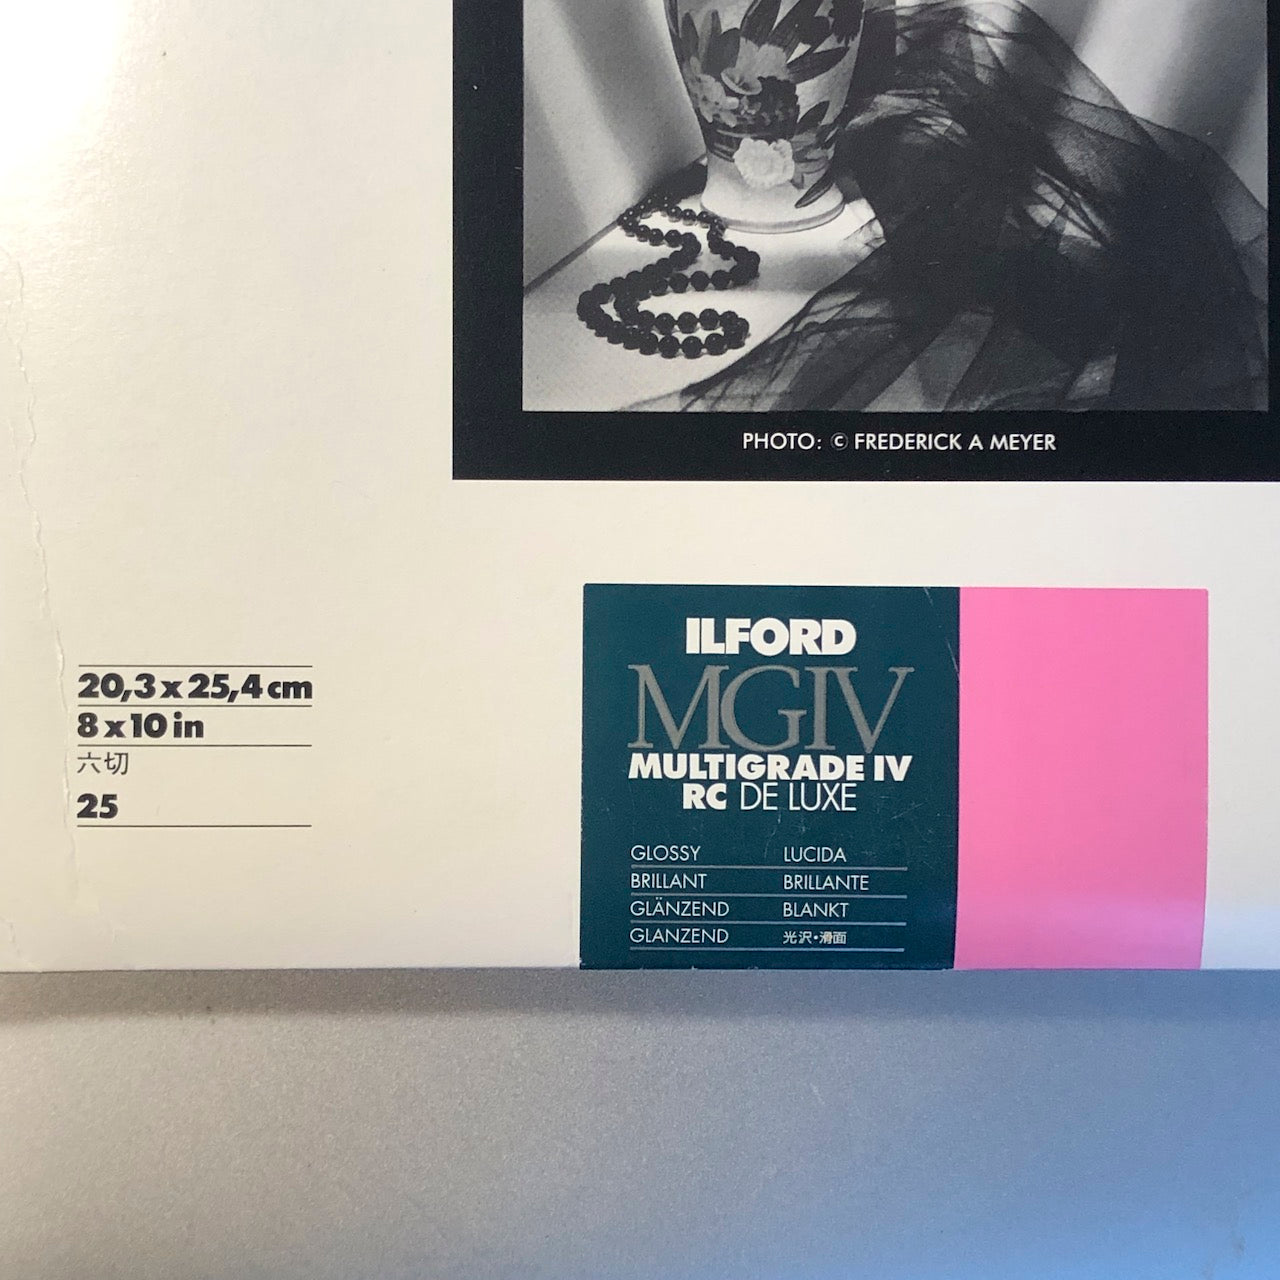 PHOTO: © FREDERICK A MEYER
20,3 x 25,4 cm
8 x 10 in
六切
25
ILFORD
MGIV
MULTIGRADE IV
RC DE LUXE
GLOSSY LUCIDA
BRILLANT BRILLANTE
GLÄNZEND BLANKT
GLANZEND 光沢・滑面